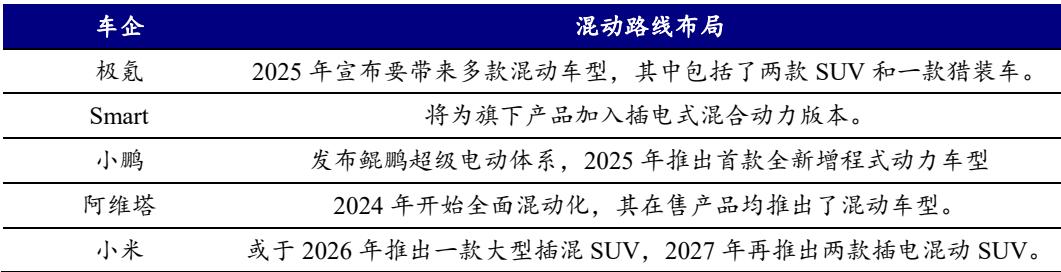 车企 混动路线布局
极氪 2025 年宣布要带来多款混动车型，其中包括了两款 SUV 和一款猎装车。
Smart 将为旗下产品加入插电式混合动力版本。
小鹏 发布鲲鹏超级电动体系，2025 年推出首款全新增程式动力车型
阿维塔 2024 年开始全面混动化，其在售产品均推出了混动车型。
小米 或于 2026 年推出一款大型插混 SUV，2027 年再推出两款插电混动 SUV。